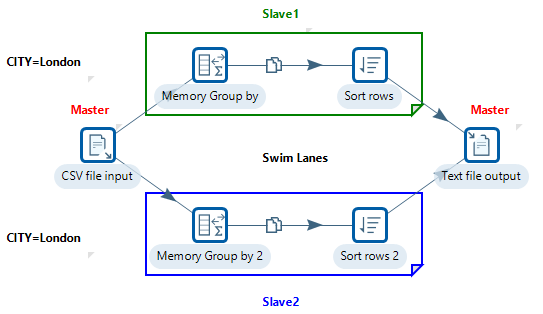 Slave1
CITY=London
Memory Group by
Sort rows
Master
Master
CSV file input
Swim Lanes
Text file output
CITY=London
Memory Group by 2
Sort rows 2
Slave2